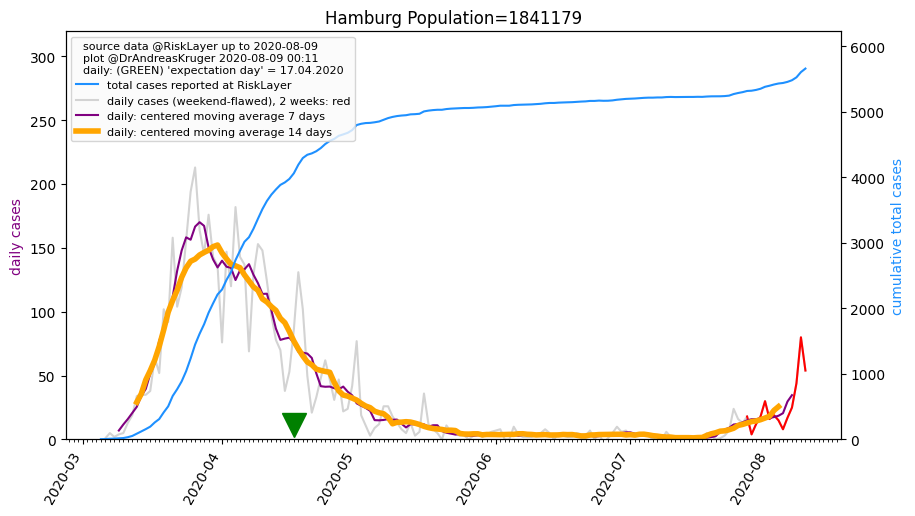 Hamburg Population=1841179
source data @RiskLayer up to 2020-08-09
plot @DrAndreasKruger 2020-08-09 00:11
daily: (GREEN) 'expectation day' = 17.04.2020
total cases reported at RiskLayer
daily cases (weekend-flawed), 2 weeks: red
daily: centered moving average 7 days
daily: centered moving average 14 days
daily cases
300
250
200
150
100
50
0
cumulative total cases
6000
5000
4000
3000
2000
1000
0
2020-03
2020-04
2020-05
2020-06
2020-07
2020-08